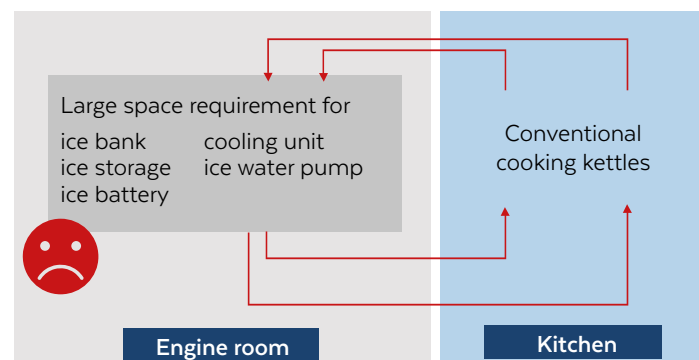 Large space requirement for
ice bank cooling unit
ice storage ice water pump
ice battery
Conventional
cooking kettles
Engine room
Kitchen